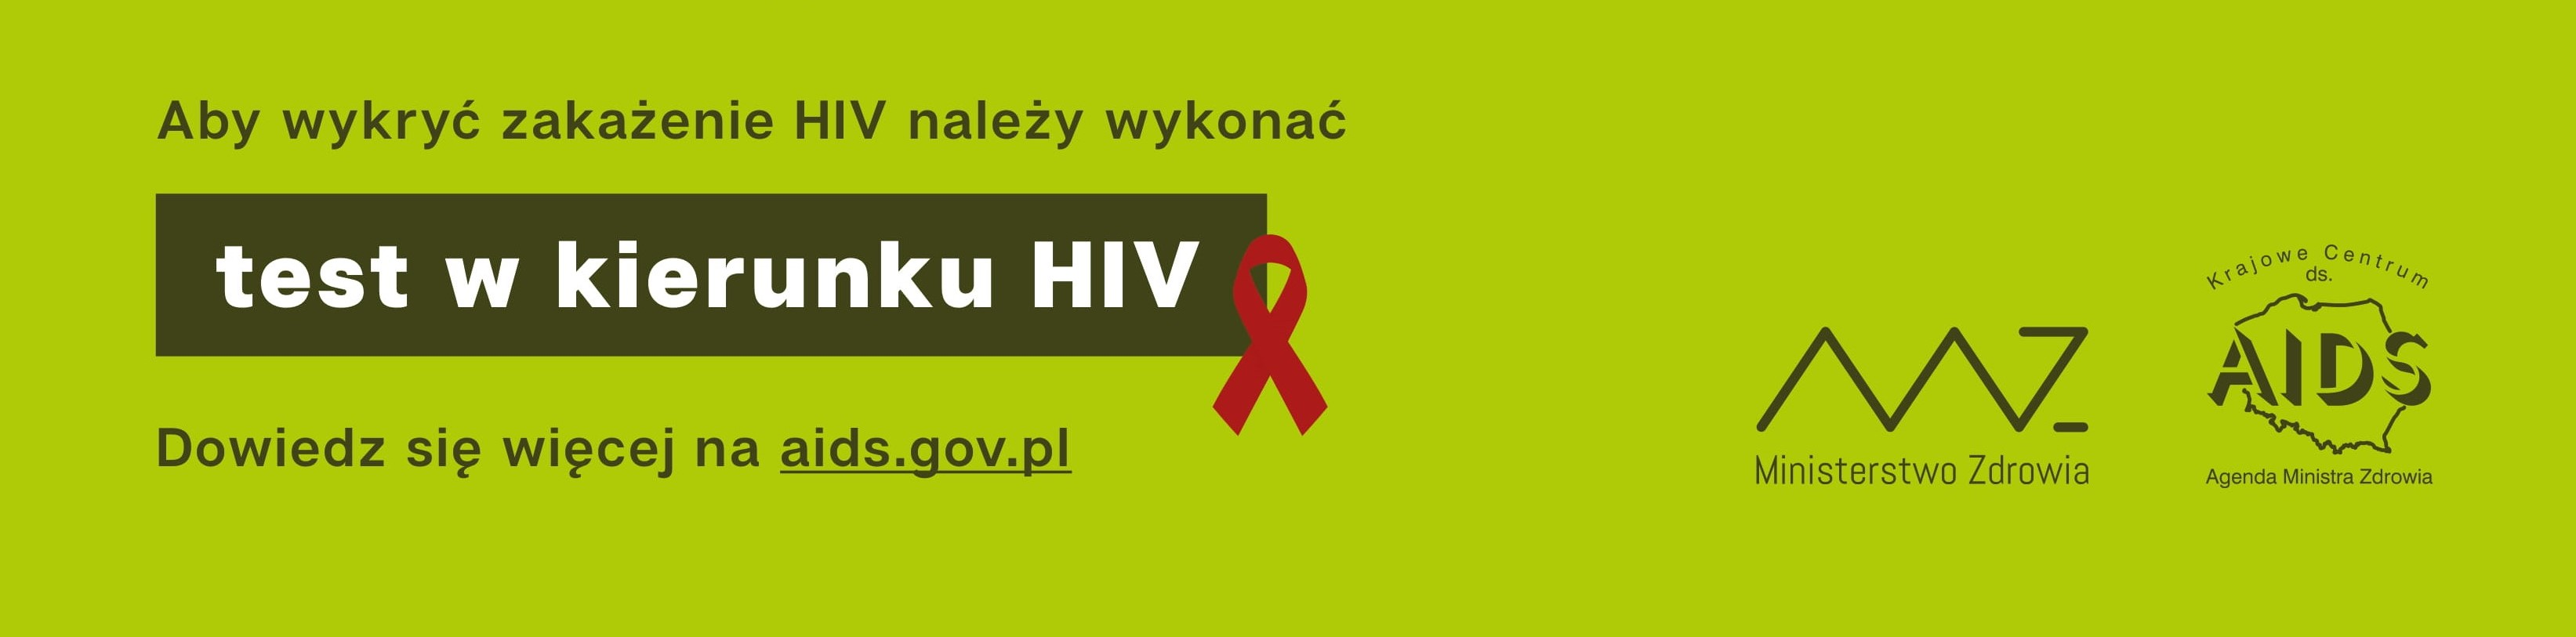 Aby wykryć zakażenie HIV należy wykonać
test w kierunku HIV
Dowiedz się więcej na aids.gov.pl
Ministerstwo Zdrowia
Krajowe Centrum
ds.
AIDS
Agenda Ministra Zdrowia